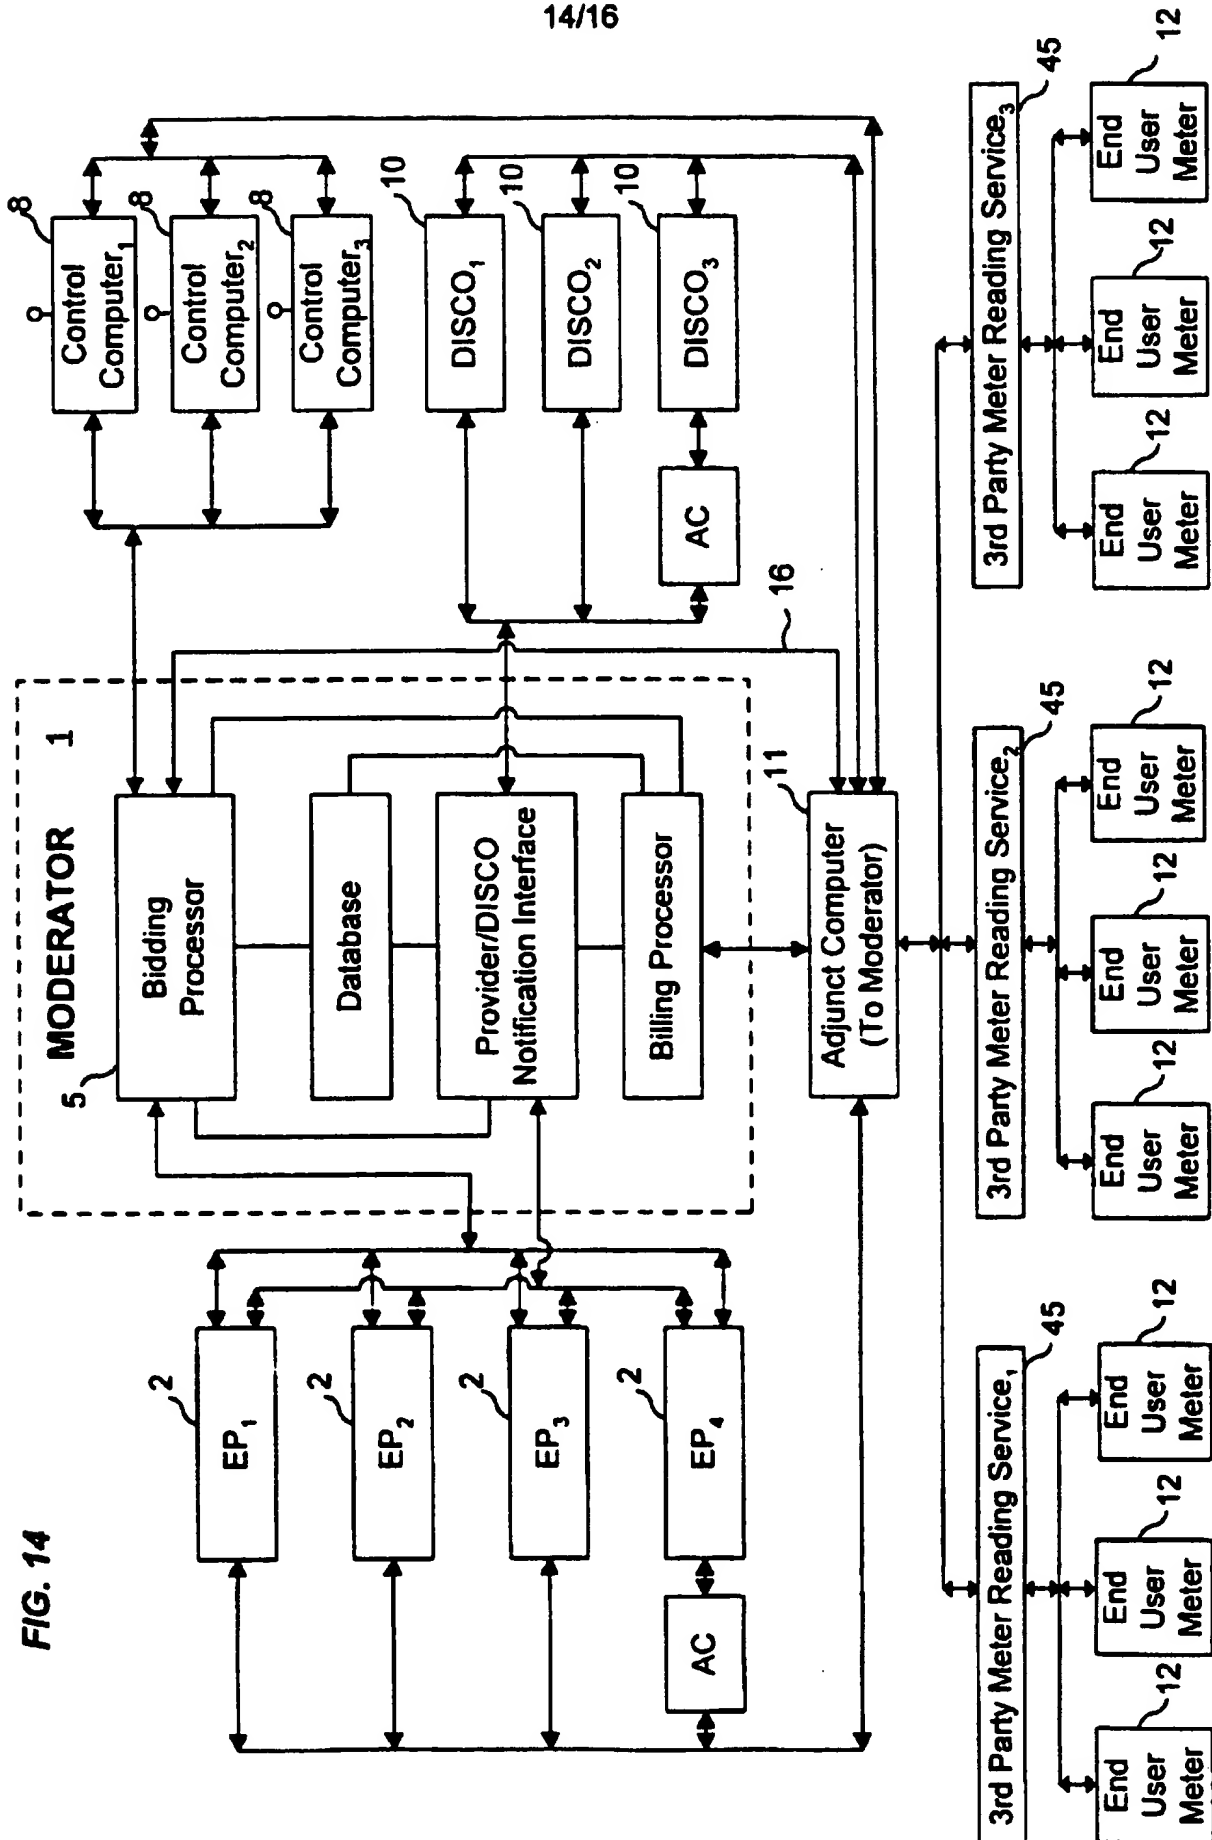 14/16
FIG. 14
MODERATOR 1
5
Bidding
Processor
Database
Provider/DISCO
Notification Interface
Billing Processor
2
EP1
2
EP2
2
EP3
2
EP4
AC
8
Control
Computer1
8
Control
Computer2
8
Control
Computer3
10
DISCO1
10
DISCO2
10
DISCO3
AC
16
11
Adjunct Computer
(To Moderator)
45
3rd Party Meter Reading Service1
12
End
User
Meter
12
End
User
Meter
12
End
User
Meter
45
3rd Party Meter Reading Service2
12
End
User
Meter
12
End
User
Meter
12
End
User
Meter
45
3rd Party Meter Reading Service3
12
End
User
Meter
12
End
User
Meter
12
End
User
Meter